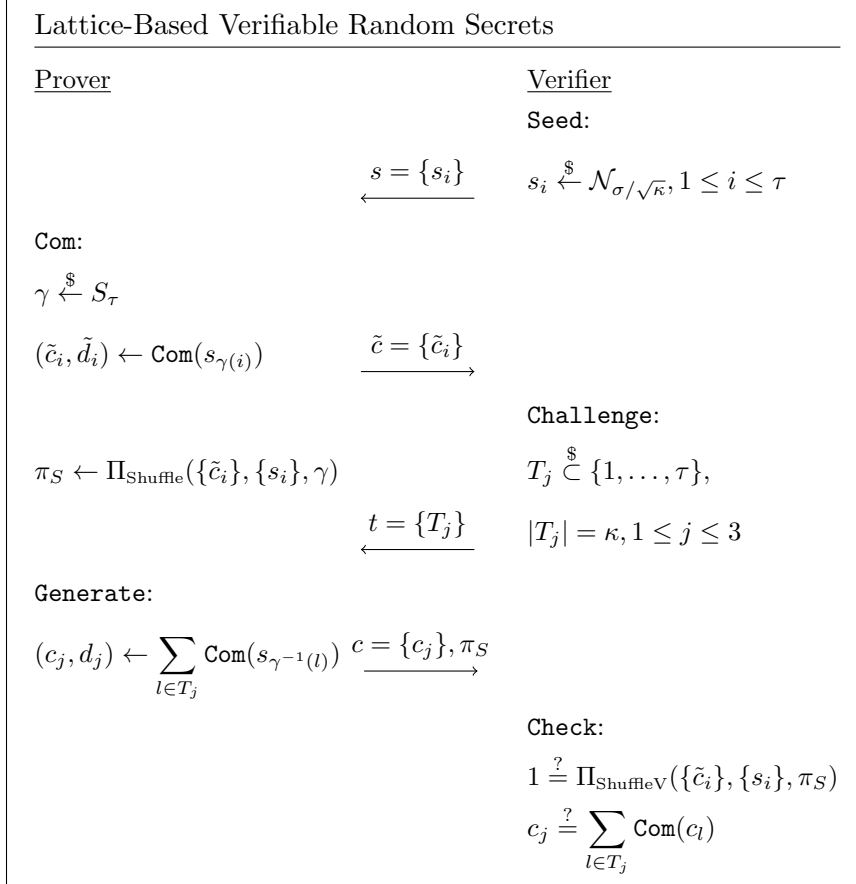 Lattice-Based Verifiable Random Secrets
Prover Verifier
Seed:
s = {s_i} s_i ←$ 𝒩_{σ/√κ}, 1 ≤ i ≤ τ
Com:
γ ←$ S_τ
(c̃_i, d̃_i) ← Com(s_{γ(i)}) c̃ = {c̃_i}
Challenge:
π_S ← Π_Shuffle({c̃_i}, {s_i}, γ) T_j ⊂$ {1, …, τ},
t = {T_j} |T_j| = κ, 1 ≤ j ≤ 3
Generate:
(c_j, d_j) ← ∑_{l∈T_j} Com(s_{γ^{-1}(l)}) c = {c_j}, π_S
Check:
1 =? Π_ShuffleV({c̃_i}, {s_i}, π_S)
c_j =? ∑_{l∈T_j} Com(c_l)